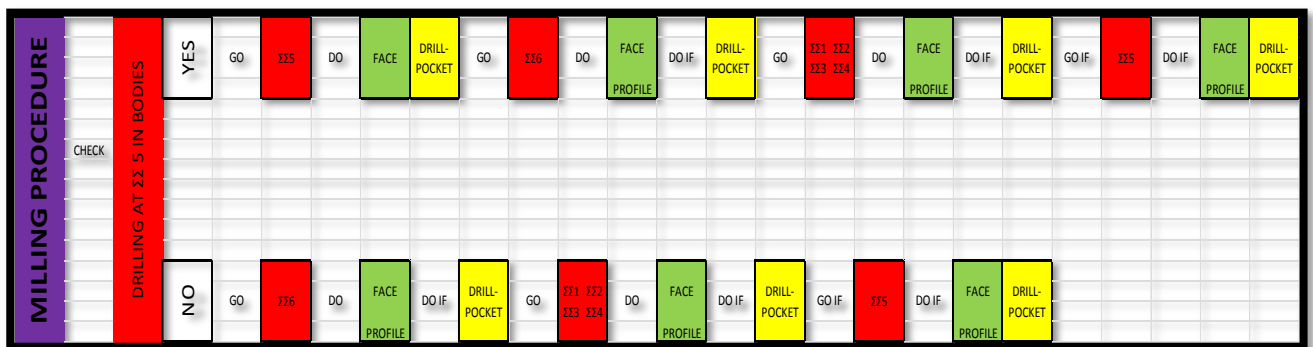 MILLING PROCEDURE
CHECK
DRILLING AT ΣΣ 5 IN BODIES
YES
GO
ΣΣ5
DO
FACE
DRILL-
POCKET
GO
ΣΣ6
DO
FACE
PROFILE
DO IF
DRILL-
POCKET
GO
ΣΣ1 ΣΣ2
ΣΣ3 ΣΣ4
DO
FACE
PROFILE
DO IF
DRILL-
POCKET
GO IF
ΣΣ5
DO IF
FACE
PROFILE
DRILL-
POCKET
NO
GO
ΣΣ6
DO
FACE
PROFILE
DO IF
DRILL-
POCKET
GO
ΣΣ1 ΣΣ2
ΣΣ3 ΣΣ4
DO
FACE
PROFILE
DO IF
DRILL-
POCKET
GO IF
ΣΣ5
DO IF
FACE
PROFILE
DRILL-
POCKET